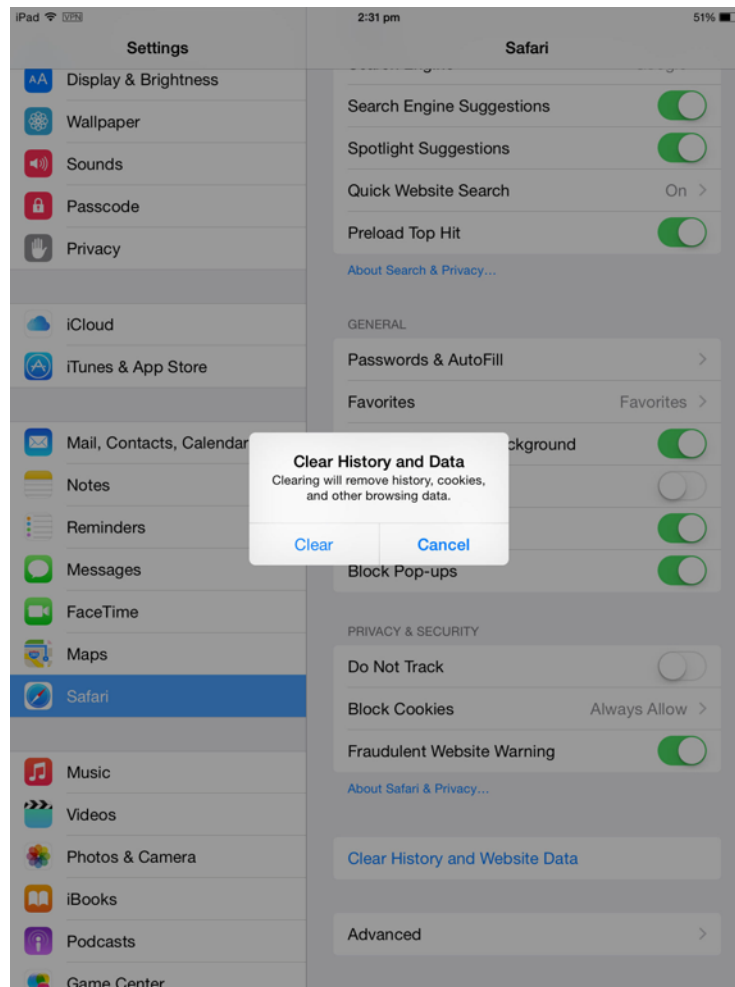 iPad VPN 2:31 pm 51%
Settings
Safari
Display & Brightness
Wallpaper
Sounds
Passcode
Privacy
iCloud
iTunes & App Store
Mail, Contacts, Calendar
Notes
Reminders
Messages
FaceTime
Maps
Safari
Music
Videos
Photos & Camera
iBooks
Podcasts
Game Center
Search Engine Suggestions
Spotlight Suggestions
Quick Website Search On
Preload Top Hit
About Search & Privacy...
GENERAL
Passwords & AutoFill
Favorites Favorites
ckground
Block Pop-ups
PRIVACY & SECURITY
Do Not Track
Block Cookies Always Allow
Fraudulent Website Warning
About Safari & Privacy...
Clear History and Website Data
Advanced
Clear History and Data
Clearing will remove history, cookies,
and other browsing data.
Clear Cancel